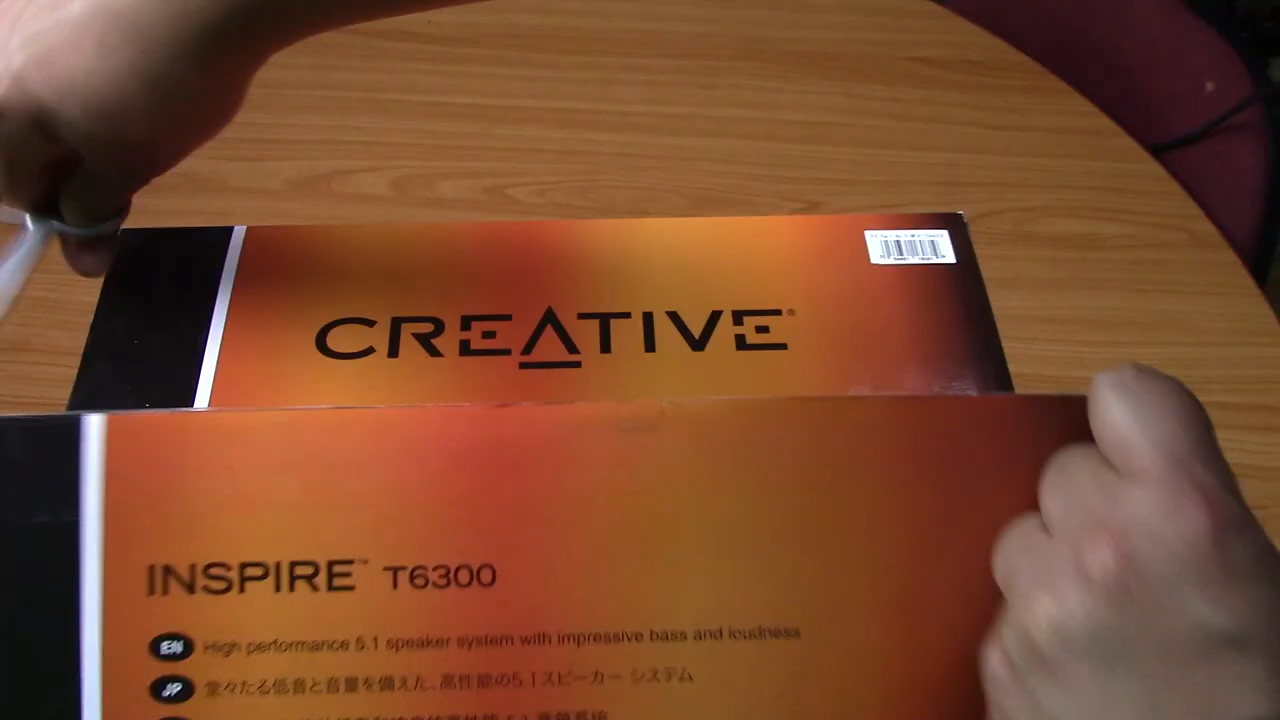 CREATIVE®
INSPIRE™ T6300
EN High performance 5.1 speaker system with impressive bass and loudness
JP 堂々たる低音と音量を備えた、高性能の5.1スピーカー システム